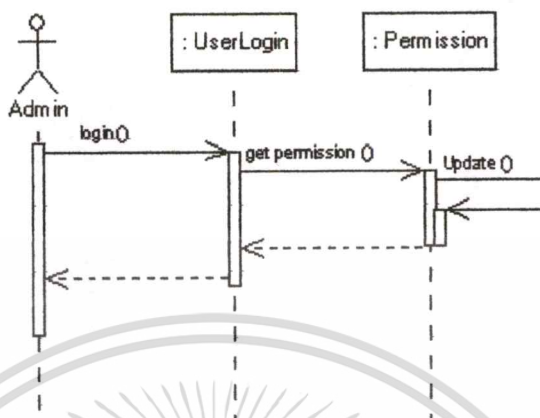 : UserLogin
: Permission
Admin
login()
get permission ()
Update ()